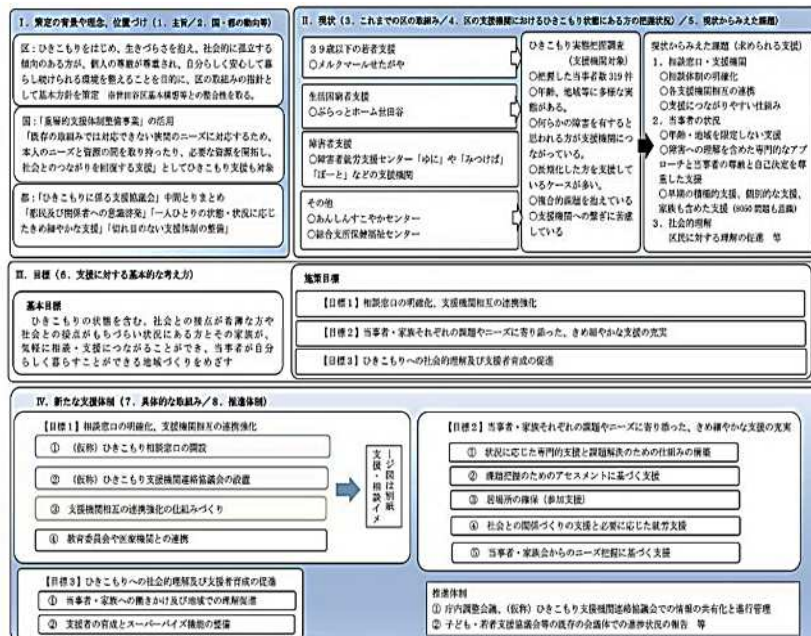 Ⅰ．策定の背景や理念、位置づけ（1．主旨／2．国・都の動向等）
区：ひきこもりをはじめ、生きづらさを抱え、社会的に孤立する
傾向のある方が、個人の尊厳が尊重され、自分らしく安心して暮
らし続けられる環境を整えることを目的に、区の取組みの指針と
して基本方針を策定　※世田谷区基本構想等との整合性を取る。
国：「重層的支援体制整備事業」の活用
「既存の取組みでは対応できない狭間のニーズに対応するため、
本人のニーズと資源の間を取り持ったり、必要な資源を開拓し、
社会とのつながりを回復する支援」としてひきこもり支援も対象
都：「ひきこもりに係る支援協議会」中間とりまとめ
「都民及び関係者への意識啓発」「一人ひとりの状態・状況に応じ
たきめ細やかな支援」「切れ目のない支援体制の整備」
Ⅱ．現状（3．これまでの区の取組み／4．区の支援機関におけるひきこもり状態にある方の把握状況）／5．現状からみえた課題）
３９歳以下の若者支援
○メルクマールせたがや
生活困窮者支援
○ぷらっとホーム世田谷
障害者支援
○障害者就労支援センター「ゆに」や「みつけば」
「ぽーと」などの支援機関
その他
○あんしんすこやかセンター
○総合支所保健福祉センター
ひきこもり実態把握調査
（支援機関対象）
○把握した当事者数319件
○年齢、地域等に多様な実
態がある。
○何らかの障害を有すると
思われる方が支援機関につ
ながっている。
○長期化した方を支援して
いるケースが多い。
○複合的課題を抱えている
○支援機関への繋ぎに苦慮
している
現状からみえた課題（求められる支援）
1．相談窓口・支援機関
○相談体制の明確化
○各支援機関相互の連携
○支援につながりやすい仕組み
2．当事者の状況
○年齢・地域を限定しない支援
○障害への理解を含めた専門的なアプ
ローチと当事者の尊厳と自己決定を尊
重した支援
○早期の積極的支援、個別的な支援、
家族も含めた支援（8050問題も意識）
3．社会的理解
区民に対する理解の促進　等
Ⅲ．目標（6．支援に対する基本的な考え方）
基本目標
ひきこもりの状態を含む、社会との接点が希薄な方や
社会との接点がもちづらい状況にある方とその家族が、
気軽に相談・支援につながることができ、当事者が自分
らしく暮らすことができる地域づくりをめざす
施策目標
【目標1】相談窓口の明確化、支援機関相互の連携強化
【目標2】当事者・家族それぞれの課題やニーズに寄り添った、きめ細やかな支援の充実
【目標3】ひきこもりへの社会的理解及び支援者育成の促進
Ⅳ．新たな支援体制（7．具体的な取組み／8．推進体制）
【目標1】相談窓口の明確化、支援機関相互の連携強化
①　（仮称）ひきこもり相談窓口の開設
②　（仮称）ひきこもり支援機関連絡協議会の設置
③　支援機関相互の連携強化の仕組みづくり
④　教育委員会や医療機関との連携
支援・相談イメ
ージ図は別紙
【目標2】当事者・家族それぞれの課題やニーズに寄り添った、きめ細やかな支援の充実
①　状況に応じた専門的支援と課題解決のための仕組みの構築
②　課題把握のためのアセスメントに基づく支援
③　居場所の確保（参加支援）
④　社会との関係づくりの支援と必要に応じた就労支援
⑤　当事者・家族会からのニーズ把握に基づく支援
【目標3】ひきこもりへの社会的理解及び支援者育成の促進
①　当事者・家族への働きかけ及び地域での理解促進
②　支援者の育成とスーパーバイズ機能の整備
推進体制
①　庁内調整会議、（仮称）ひきこもり支援機関連絡協議会での情報の共有化と進行管理
②　子ども・若者支援協議会等の既存の会議体での進捗状況の報告　等